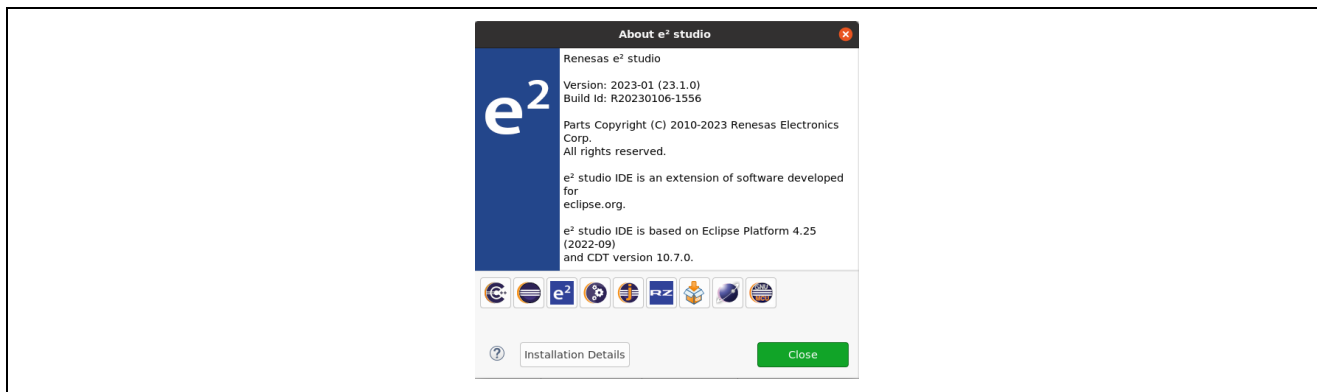 About e² studio
Renesas e² studio
e²
Version: 2023-01 (23.1.0)
Build Id: R20230106-1556
Parts Copyright (C) 2010-2023 Renesas Electronics
Corp.
All rights reserved.
e² studio IDE is an extension of software developed
for
eclipse.org.
e² studio IDE is based on Eclipse Platform 4.25
(2022-09)
and CDT version 10.7.0.
C e² j RZ
? Installation Details Close